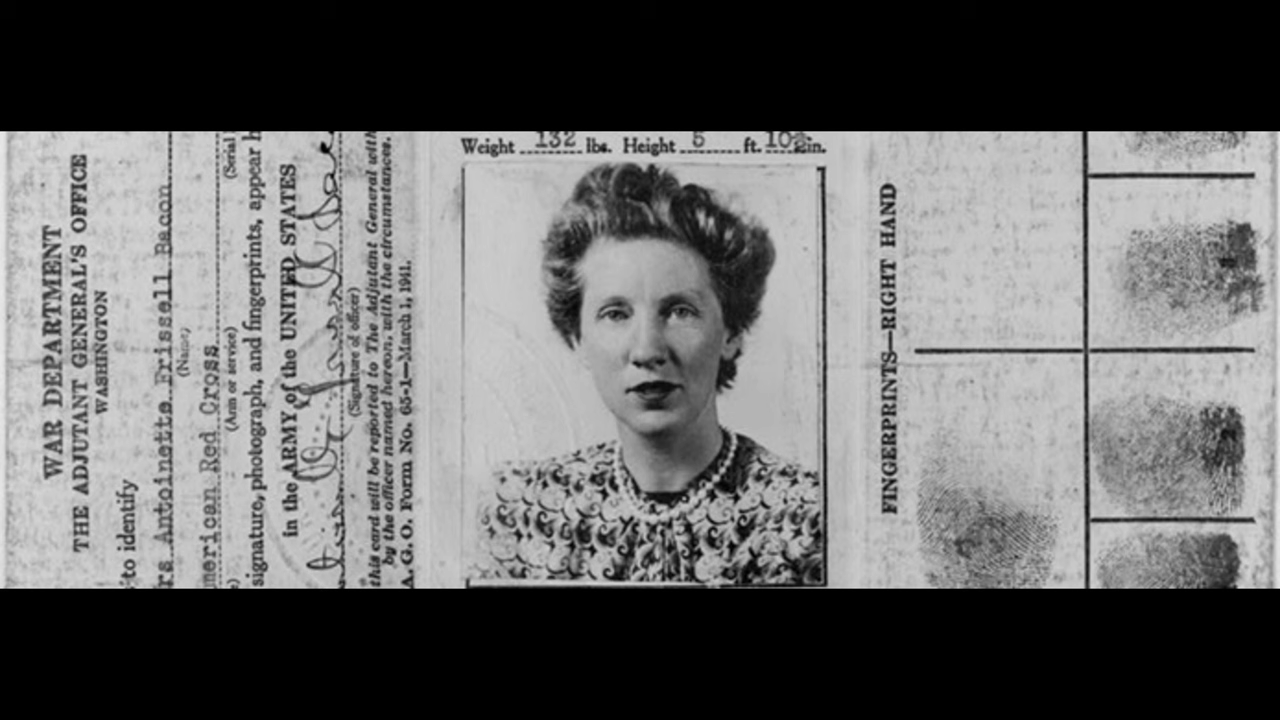 WAR DEPARTMENT
THE ADJUTANT GENERAL'S OFFICE
WASHINGTON
to identify
rs Antoinette Frissell Bacon
(Name)
merican Red Cross
(Arm or service)
(Serial
signature, photograph, and fingerprints, appear h
in the ARMY of the UNITED STATES
(Signature of officer)
this card will be reported to The Adjutant General with
by the officer named hereon, with the circumstances.
A. G. O. Form No. 65-1—March 1, 1941.
Weight 132 lbs. Height 5 ft. 10 in.
FINGERPRINTS—RIGHT HAND